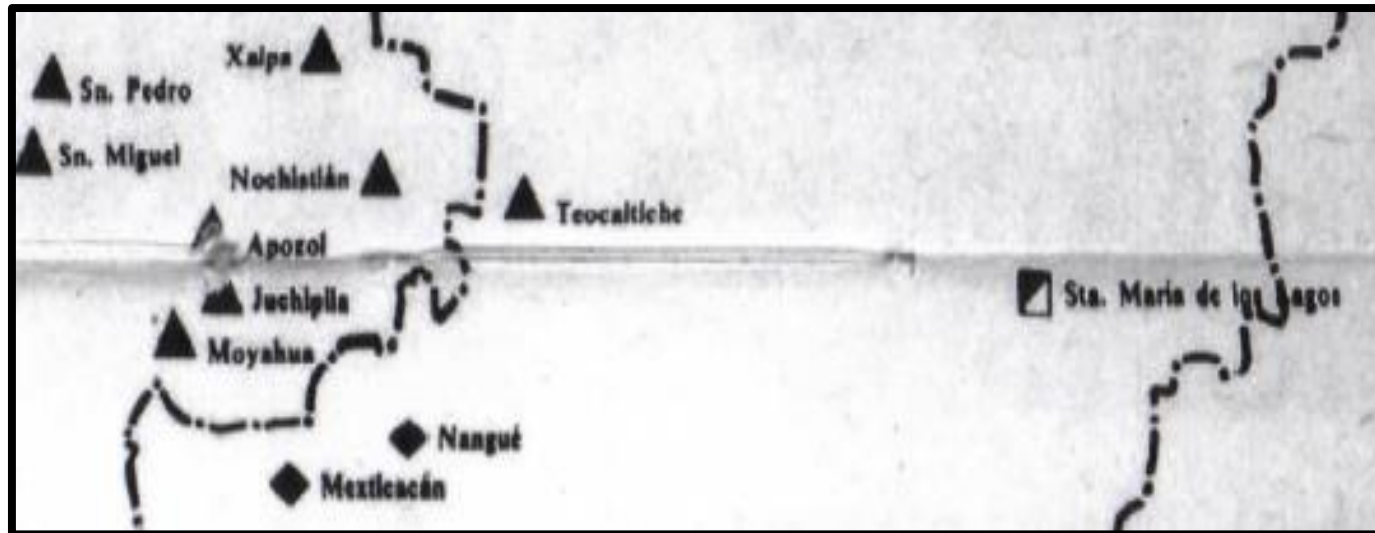 Xalpa
Sn. Pedro
Sn. Miguel
Nochistlán
Teocaltiche
Apozol
Juchipila
Sta. María de los Lagos
Moyahua
Nangué
Mexticacán